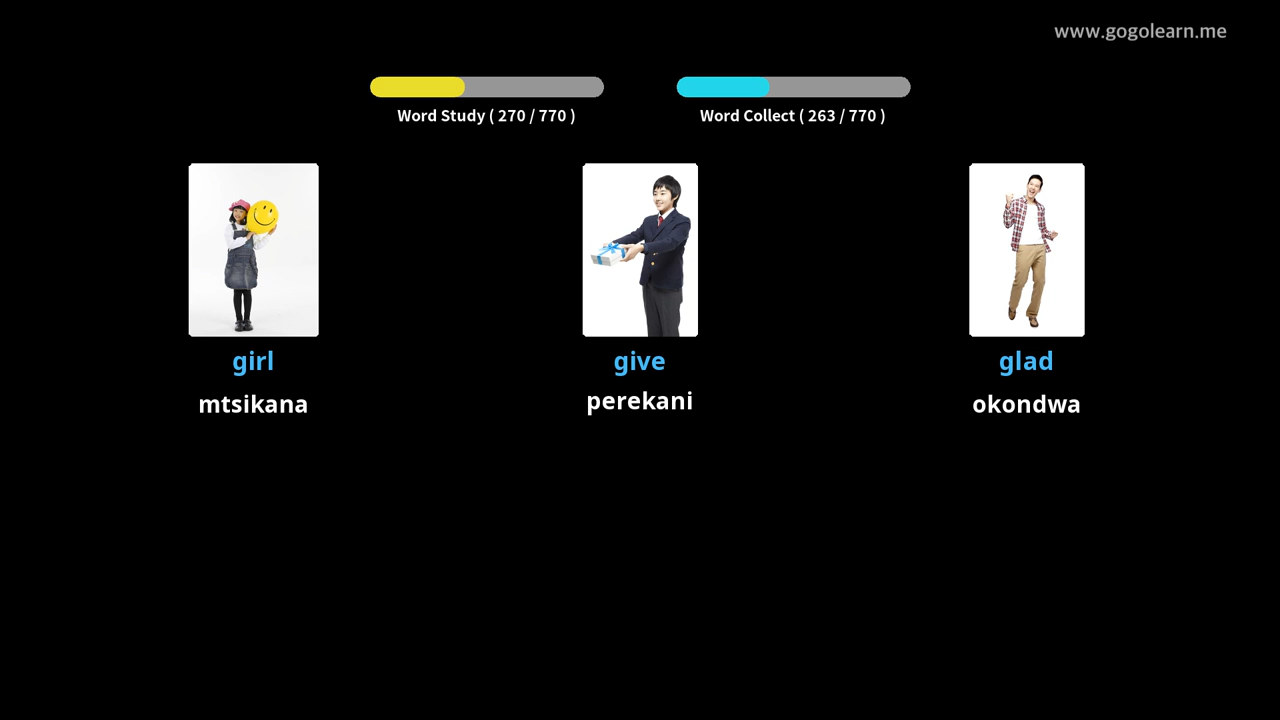 www.gogolearn.me
Word Study ( 270 / 770 )
Word Collect ( 263 / 770 )
girl
give
glad
mtsikana
perekani
okondwa